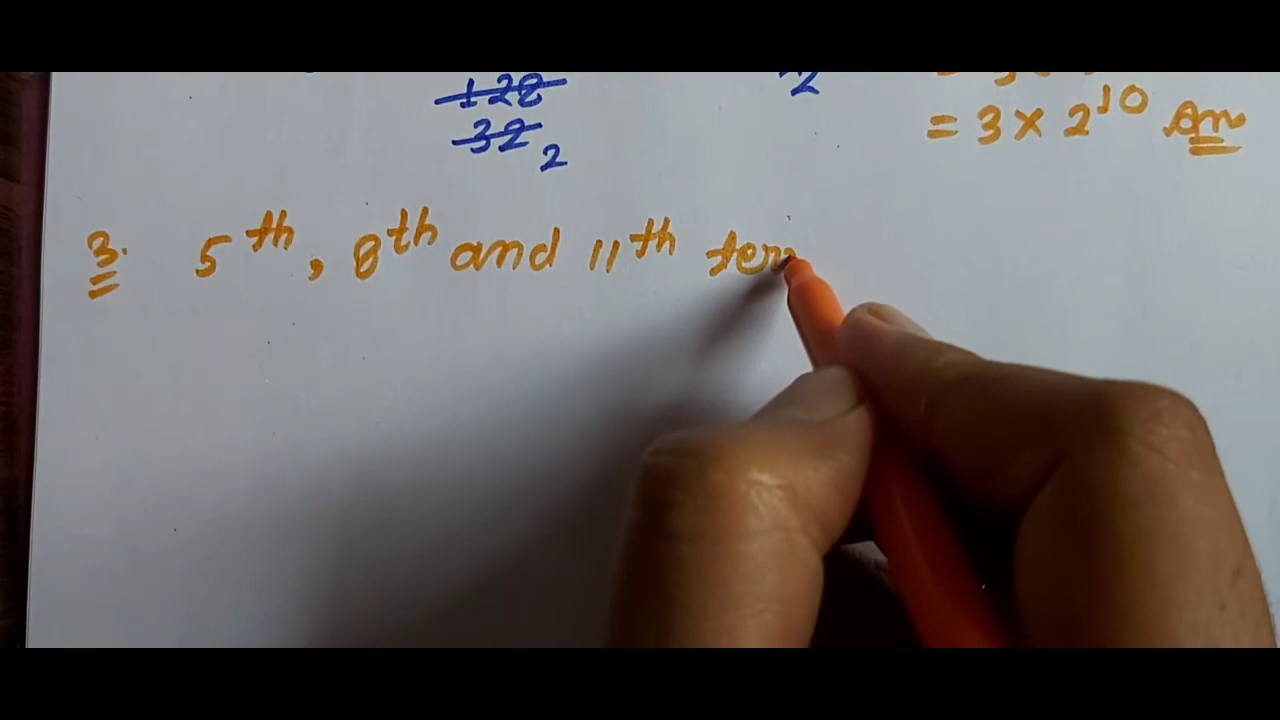 128
32 2
2
= 3 × 2^10 Ans
3. 5th, 8th and 11th ter